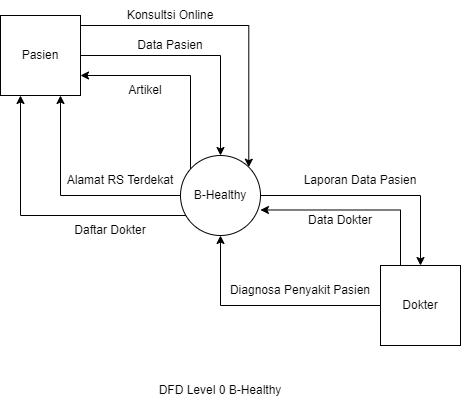 Konsultsi Online
Data Pasien
Pasien
Artikel
Alamat RS Terdekat
B-Healthy
Laporan Data Pasien
Daftar Dokter
Data Dokter
Diagnosa Penyakit Pasien
Dokter
DFD Level 0 B-Healthy